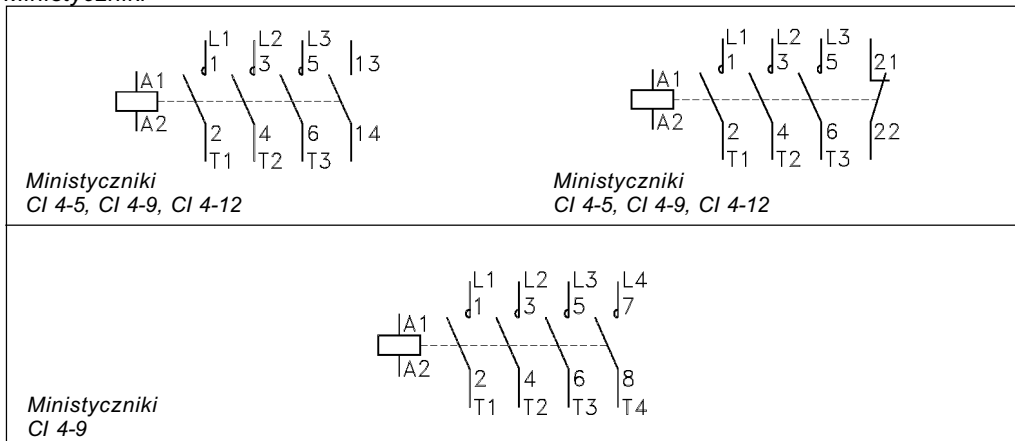 Ministyczniki
L1 L2 L3
1 3 5 13
A1
A2
2 4 6 14
T1 T2 T3
Ministyczniki
CI 4-5, CI 4-9, CI 4-12
L1 L2 L3
1 3 5 21
A1
A2
2 4 6 22
T1 T2 T3
Ministyczniki
CI 4-5, CI 4-9, CI 4-12
L1 L2 L3 L4
1 3 5 7
A1
A2
2 4 6 8
T1 T2 T3 T4
Ministyczniki
CI 4-9